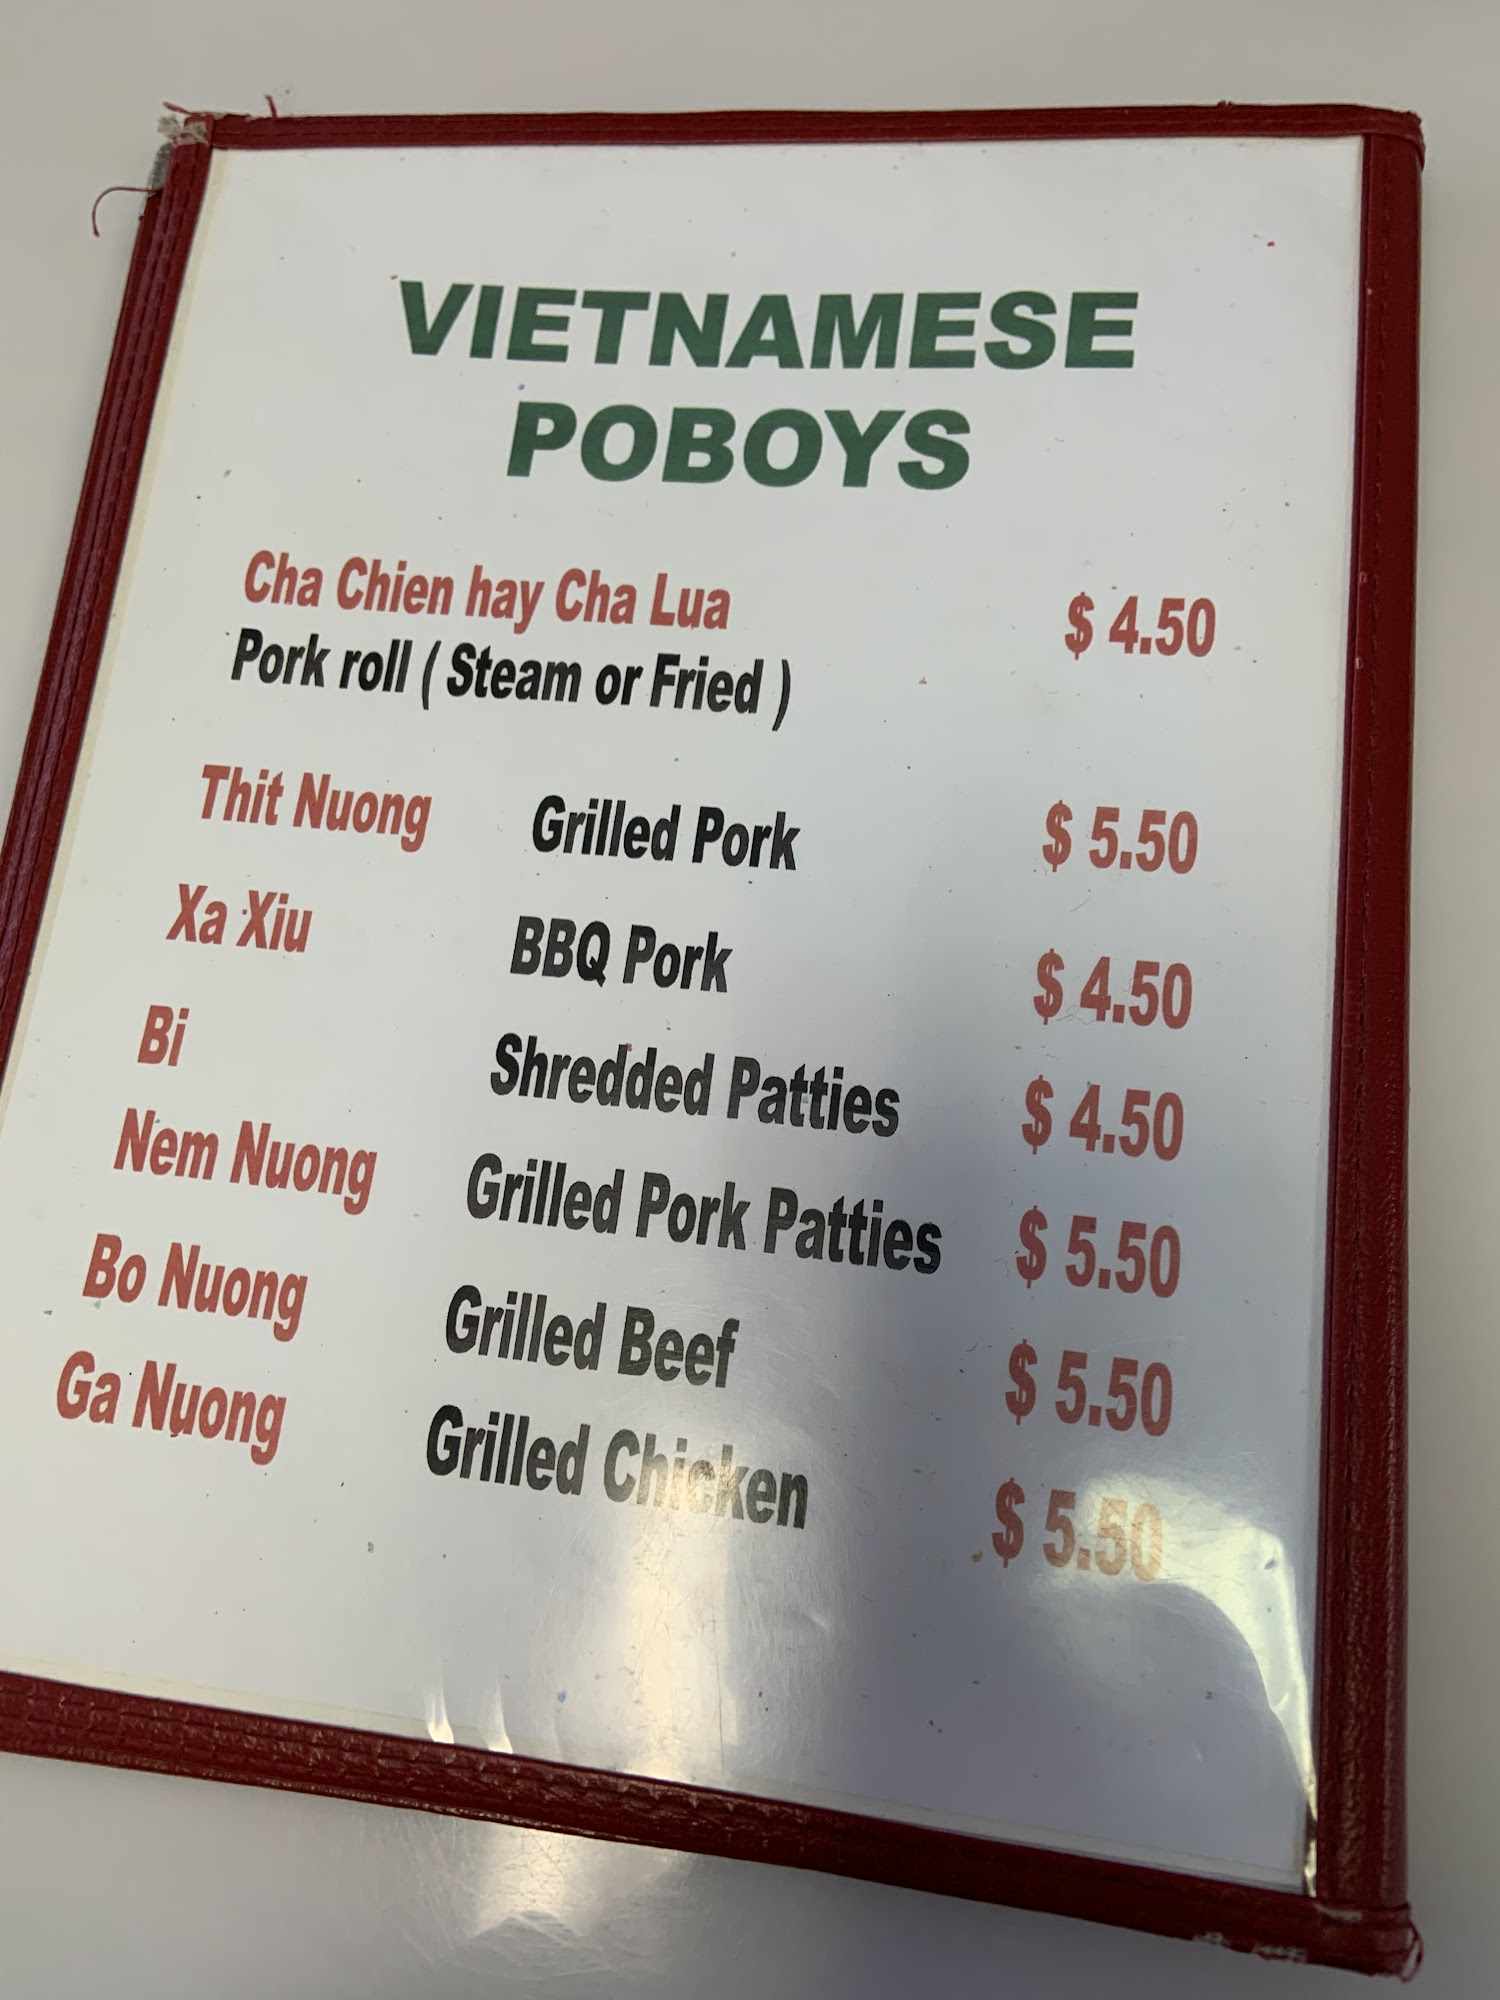 VIETNAMESE
POBOYS
Cha Chien hay Cha Lua $ 4.50
Pork roll ( Steam or Fried )
Thit Nuong Grilled Pork $ 5.50
Xa Xiu BBQ Pork $ 4.50
Bi Shredded Patties $ 4.50
Nem Nuong Grilled Pork Patties $ 5.50
Bo Nuong Grilled Beef $ 5.50
Ga Nuong Grilled Chicken $ 5.50